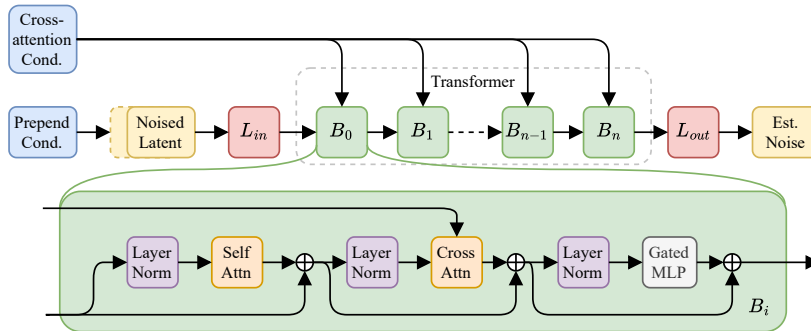 Cross-
attention
Cond.
Transformer
Prepend
Cond.
Noised
Latent
L_in
B_0
B_1
B_{n-1}
B_n
L_out
Est.
Noise
Layer
Norm
Self
Attn
Layer
Norm
Cross
Attn
Layer
Norm
Gated
MLP
B_i